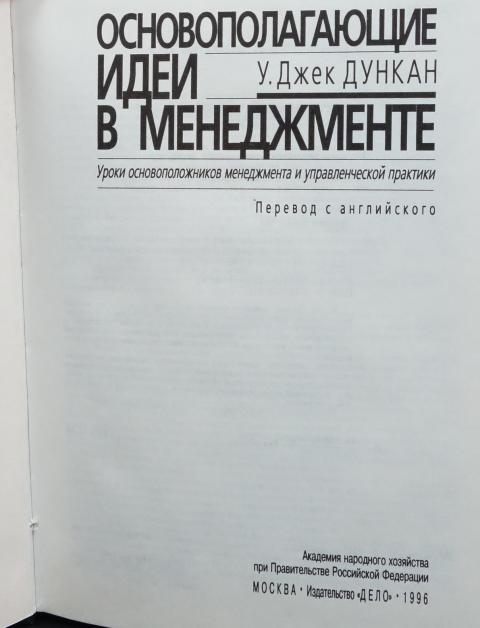 ОСНОВОПОЛАГАЮЩИЕ
ИДЕИ
У. Джек ДУНКАН
В МЕНЕДЖМЕНТЕ
Уроки основоположников менеджмента и управленческой практики
Перевод с английского
Академия народного хозяйства
при Правительстве Российской Федерации
МОСКВА • Издательство «ДЕЛО» • 1996